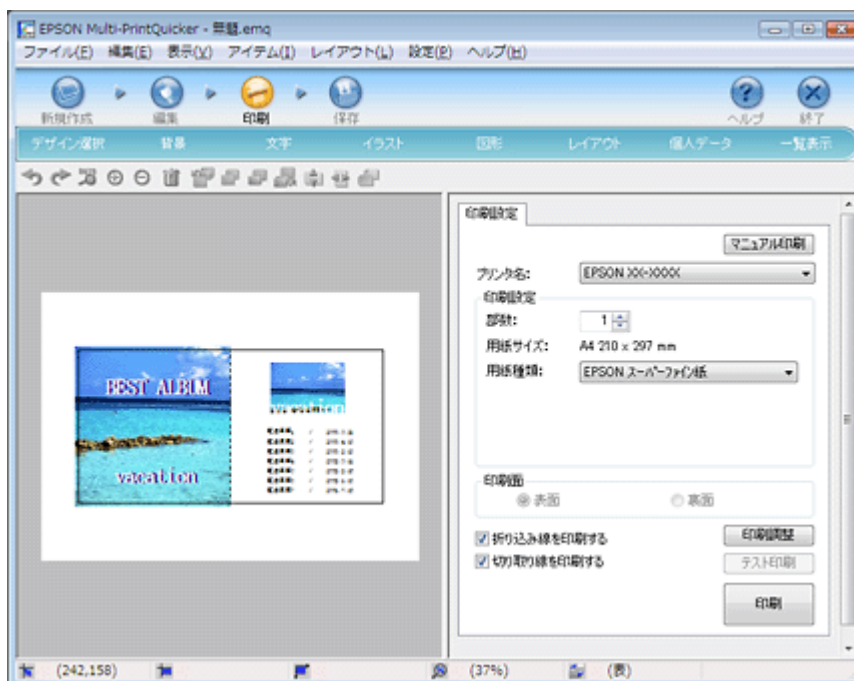 EPSON Multi-PrintQuicker - 無題.emq
ファイル(F) 編集(E) 表示(V) アイテム(I) レイアウト(L) 設定(P) ヘルプ(H)
新規作成 編集 印刷 保存 ヘルプ 終了
デザイン選択 背景 文字 イラスト 図形 レイアウト 個人データ 一覧表示
BEST ALBUM
vacation
vacation
印刷設定
マニュアル印刷
プリンタ名: EPSON XX-XXXX
印刷設定
部数: 1
用紙サイズ: A4 210 x 297 mm
用紙種類: EPSON スーパーファイン紙
印刷面
表面 裏面
折り込み線を印刷する 印刷調整
切り取り線を印刷する テスト印刷
印刷
(242,158) (37%) (表)